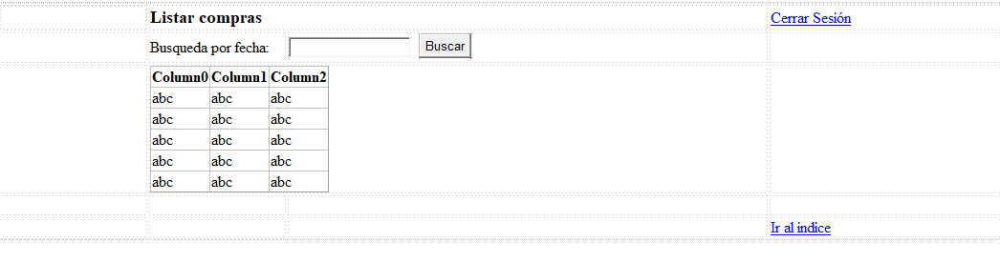 Listar compras Cerrar Sesión
Busqueda por fecha: Buscar
Column0 Column1 Column2
abc abc abc
abc abc abc
abc abc abc
abc abc abc
abc abc abc
Ir al indice